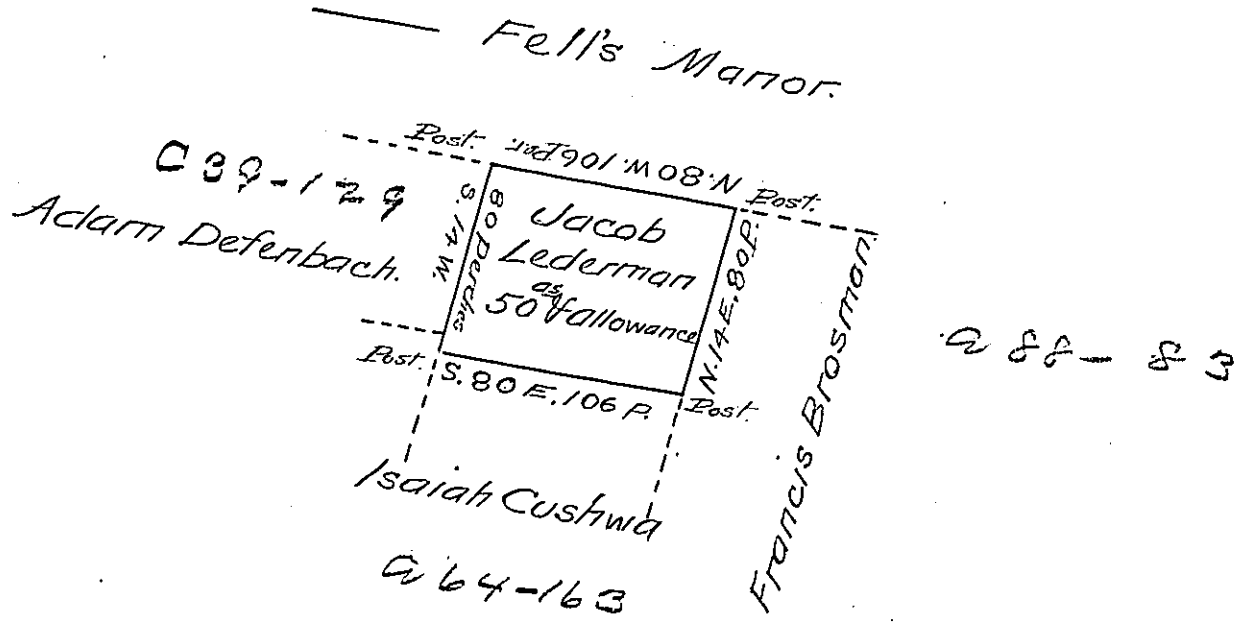 Fell's Manor.
Post. N. 80 W. 106 Per. Post.
C 39-129
Adam Defenbach.
S. 14 W. 80 perches
Jacob
Lederman
50 as & allowance
N. 14 E. 80 P.
Francis Brosman.
a 88-83
Post. S. 80 E. 106 P. Post.
Isaiah Cushwa
a 64-163